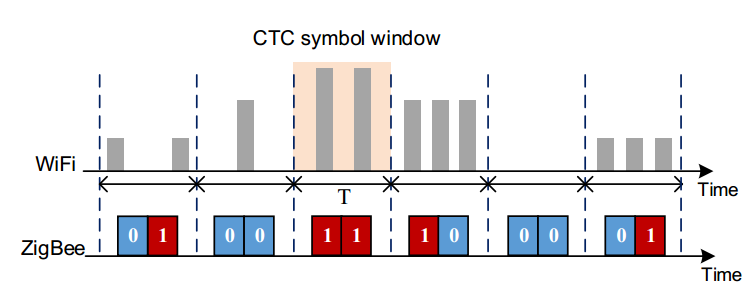 CTC symbol window
WiFi
Time
T
ZigBee
0 1 0 0 1 1 1 0 0 0 0 1
Time